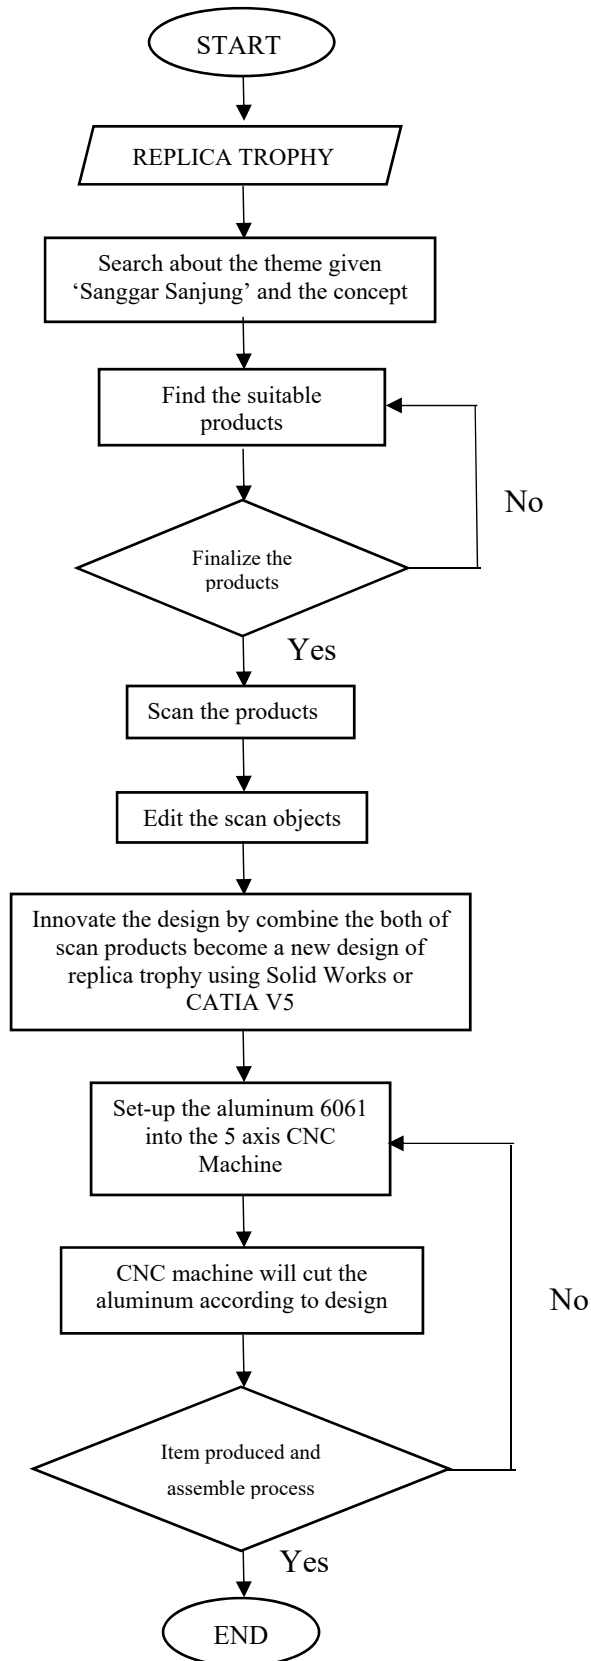 START
REPLICA TROPHY
Search about the theme given
‘Sanggar Sanjung’ and the concept
Find the suitable
products
No
Finalize the
products
Yes
Scan the products
Edit the scan objects
Innovate the design by combine the both of
scan products become a new design of
replica trophy using Solid Works or
CATIA V5
Set-up the aluminum 6061
into the 5 axis CNC
Machine
CNC machine will cut the
aluminum according to design
No
Item produced and
assemble process
Yes
END